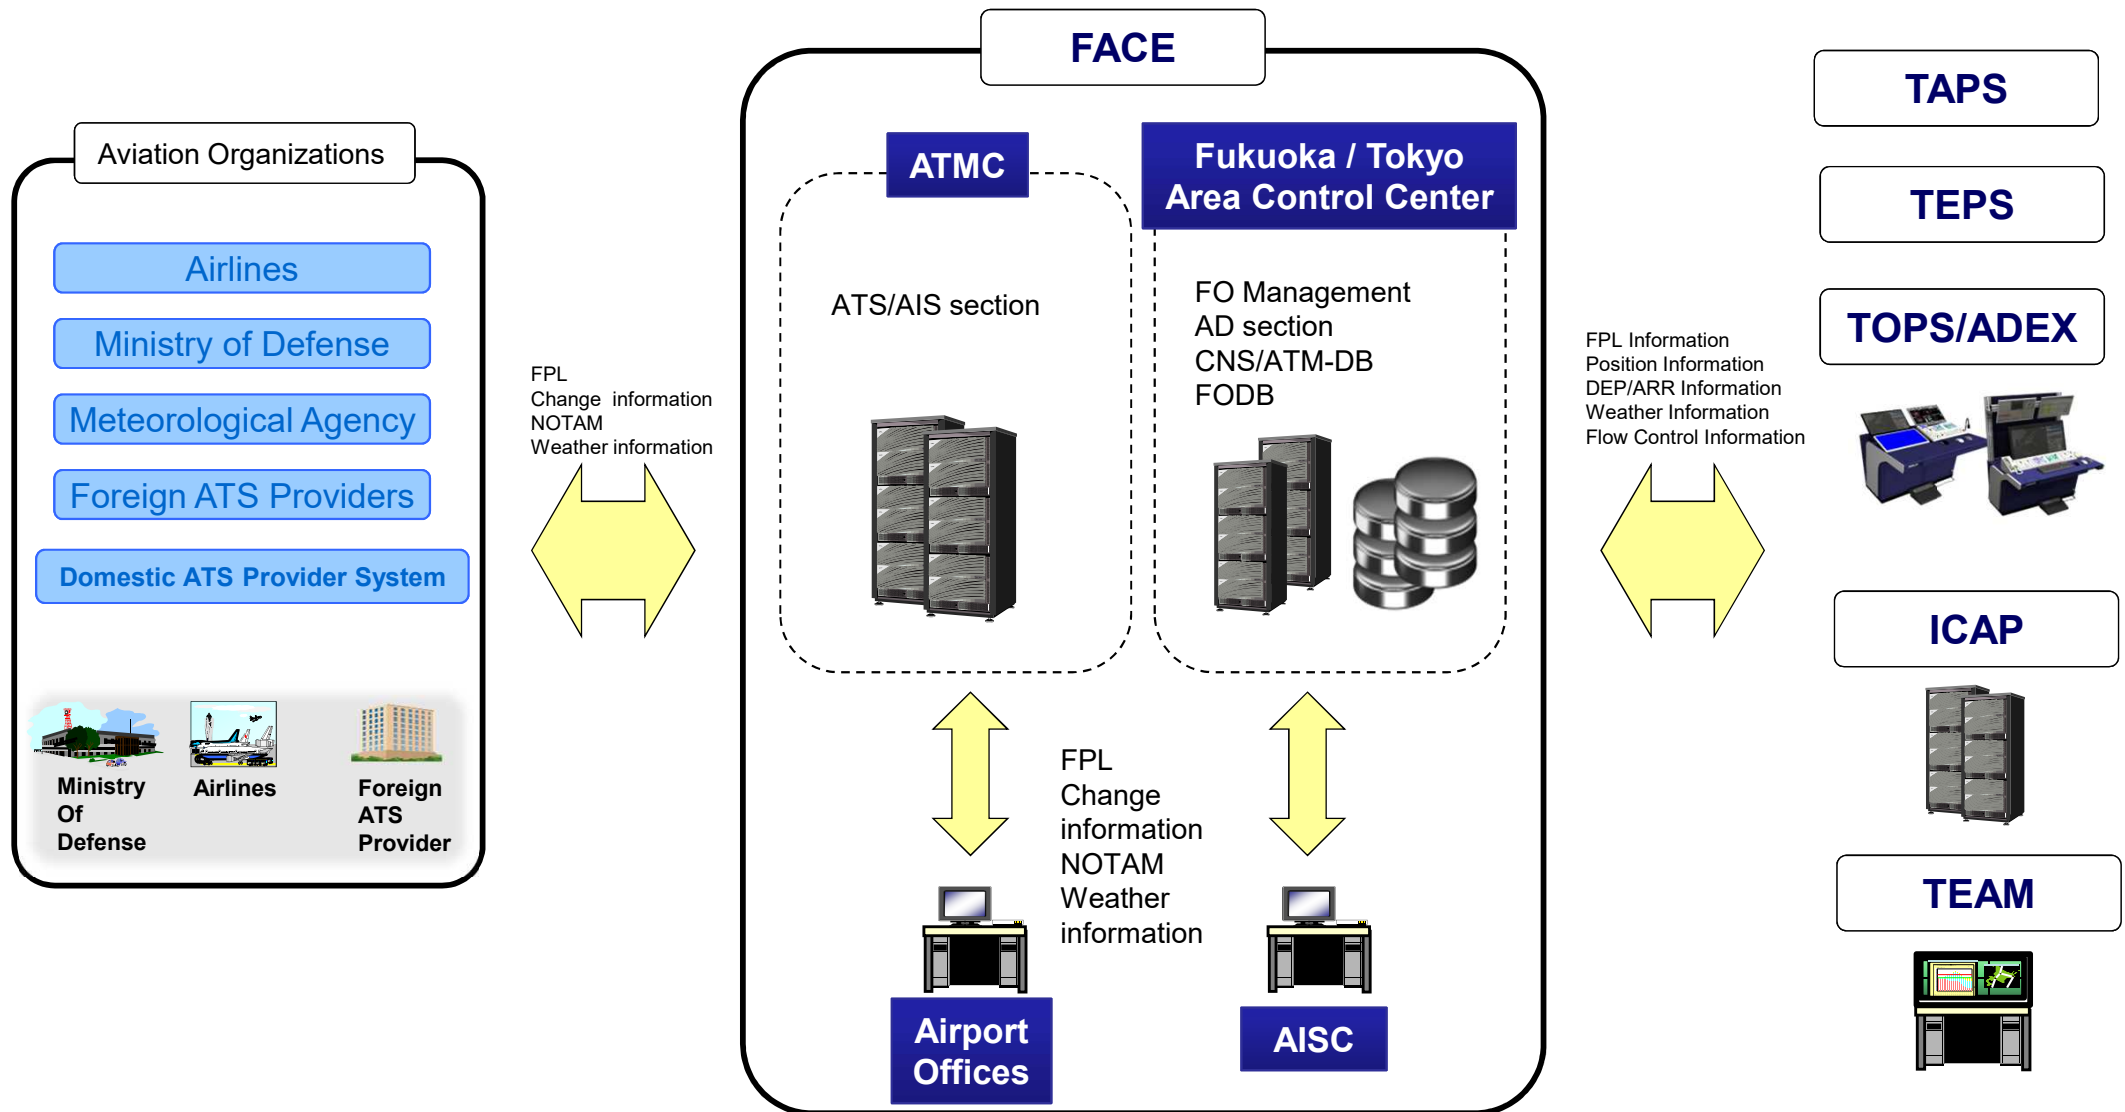 FACE
Aviation Organizations
Airlines
Ministry of Defense
Meteorological Agency
Foreign ATS Providers
Domestic ATS Provider System
Ministry
Of
Defense
Airlines
Foreign
ATS
Provider
FPL
Change information
NOTAM
Weather information
ATMC
ATS/AIS section
Fukuoka / Tokyo
Area Control Center
FO Management
AD section
CNS/ATM-DB
FODB
FPL
Change
information
NOTAM
Weather
information
Airport
Offices
AISC
FPL Information
Position Information
DEP/ARR Information
Weather Information
Flow Control Information
TAPS
TEPS
TOPS/ADEX
ICAP
TEAM